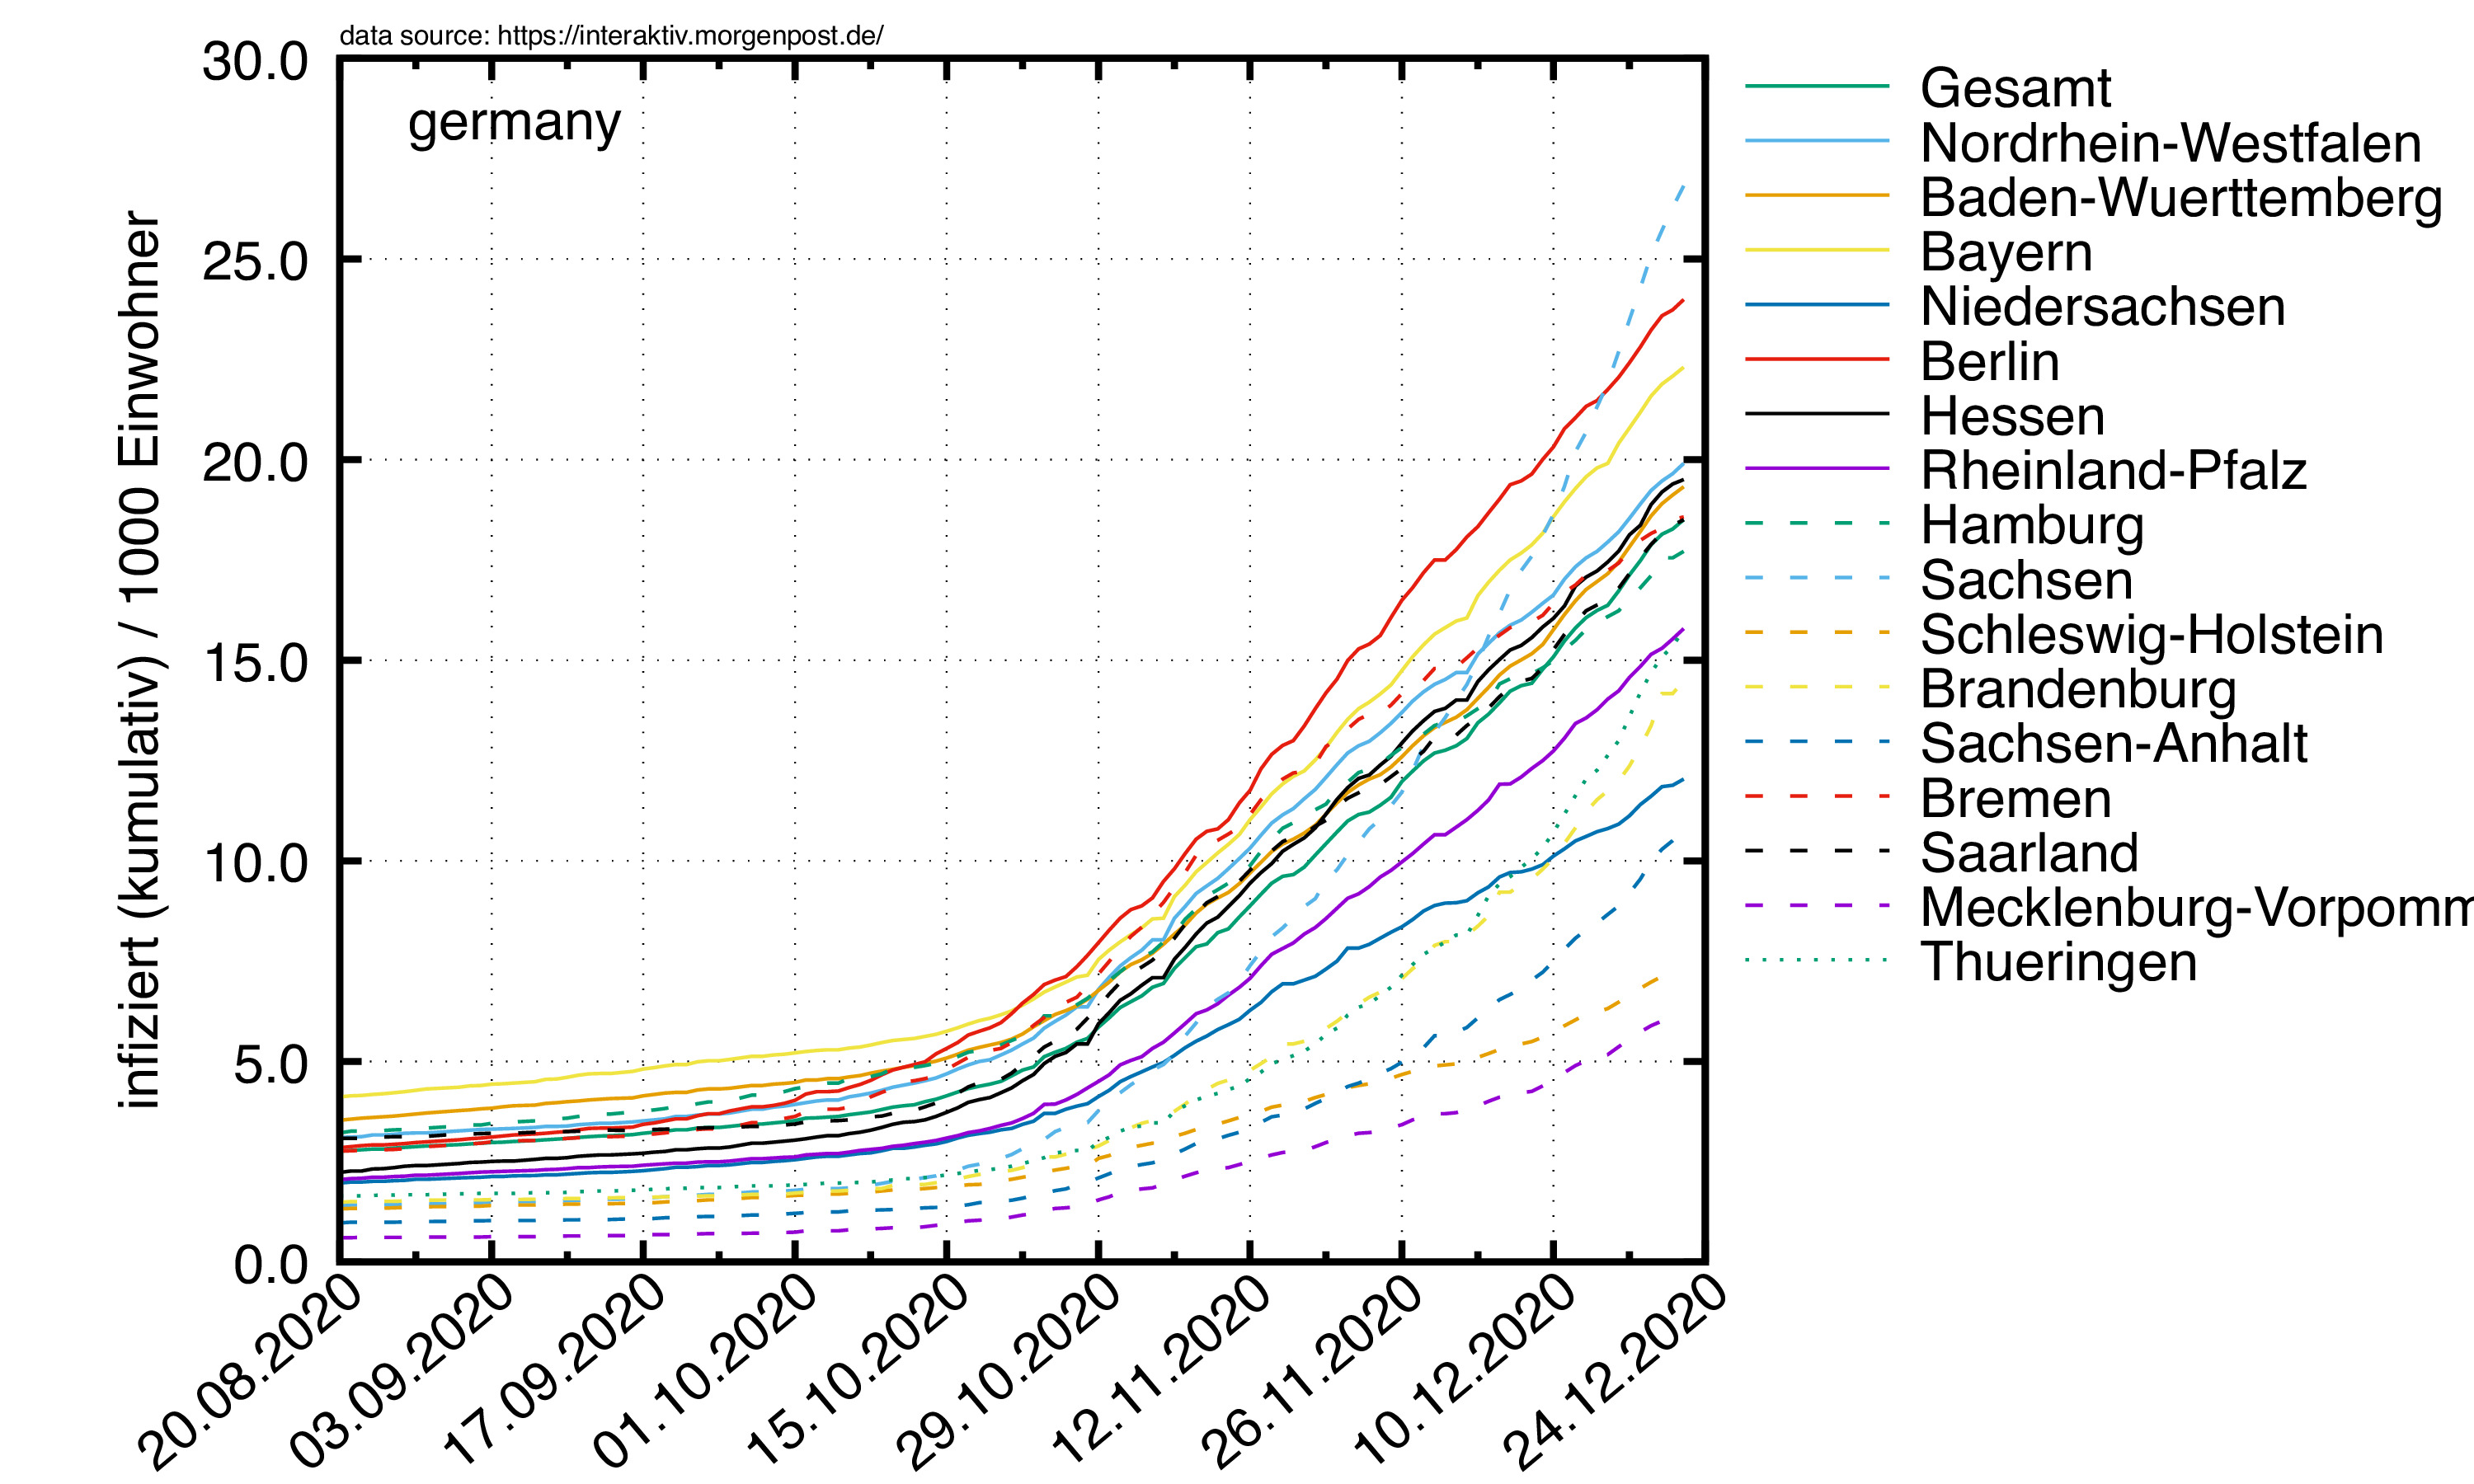 data source: https://interaktiv.morgenpost.de/
germany
infiziert (kumulativ) / 1000 Einwohner
30.0
25.0
20.0
15.0
10.0
5.0
0.0
20.08.2020
03.09.2020
17.09.2020
01.10.2020
15.10.2020
29.10.2020
12.11.2020
26.11.2020
10.12.2020
24.12.2020
Gesamt
Nordrhein-Westfalen
Baden-Wuerttemberg
Bayern
Niedersachsen
Berlin
Hessen
Rheinland-Pfalz
Hamburg
Sachsen
Schleswig-Holstein
Brandenburg
Sachsen-Anhalt
Bremen
Saarland
Mecklenburg-Vorpomm
Thueringen